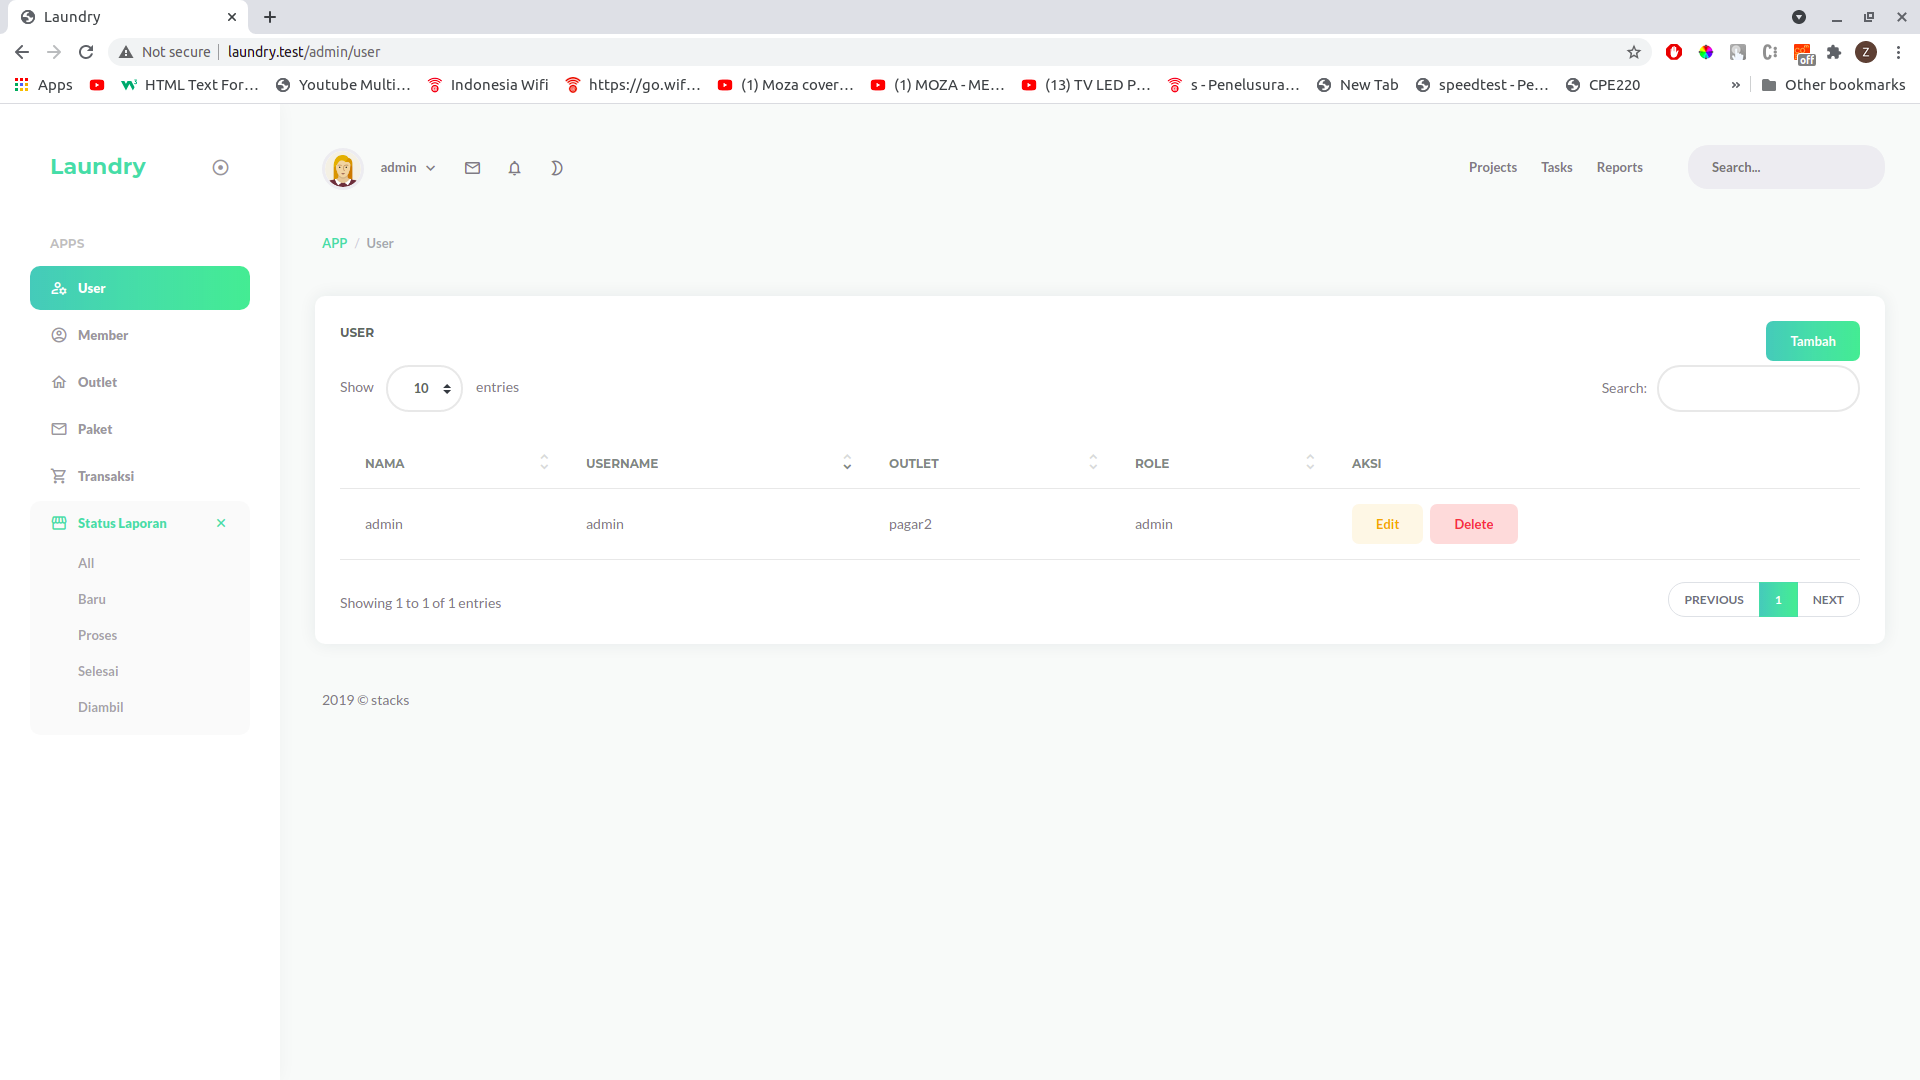 Laundry
Not secure laundry.test/admin/user
off
Z
Apps HTML Text For... Youtube Multi... Indonesia Wifi https://go.wif... (1) Moza cover... (1) MOZA - ME... (13) TV LED P... s - Penelusura... New Tab speedtest - Pe... CPE220 » Other bookmarks
Laundry
admin
Projects Tasks Reports Search...
APPS
User
Member
Outlet
Paket
Transaksi
Status Laporan
All
Baru
Proses
Selesai
Diambil
APP / User
USER
Tambah
Show 10 entries
Search:
NAMA USERNAME OUTLET ROLE AKSI
admin admin pagar2 admin Edit Delete
Showing 1 to 1 of 1 entries
PREVIOUS 1 NEXT
2019 © stacks